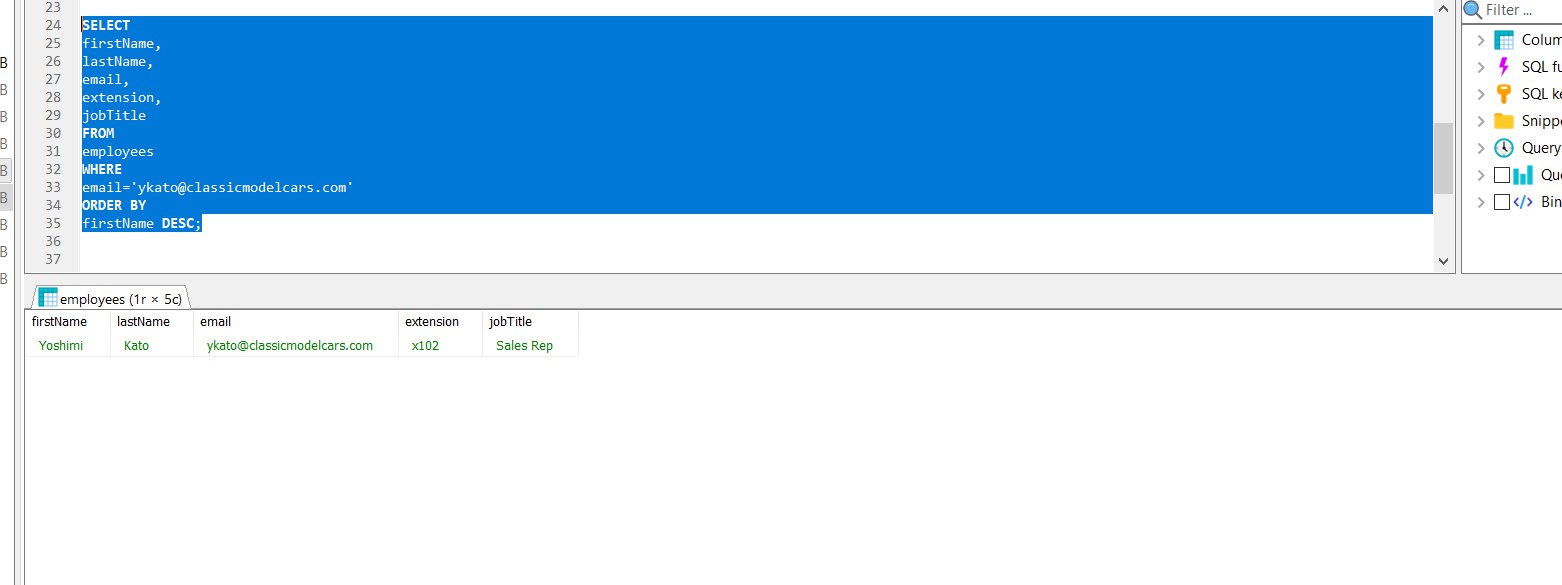 23
24 SELECT
25 firstName,
26 lastName,
27 email,
28 extension,
29 jobTitle
30 FROM
31 employees
32 WHERE
33 email='ykato@classicmodelcars.com'
34 ORDER BY
35 firstName DESC;
36
37
B
B
B
B
B
B
B
B
B
Filter ...
Colum
SQL fu
SQL ke
Snippe
Query
Que
Bin
employees (1r × 5c)
firstName lastName email extension jobTitle
Yoshimi Kato ykato@classicmodelcars.com x102 Sales Rep